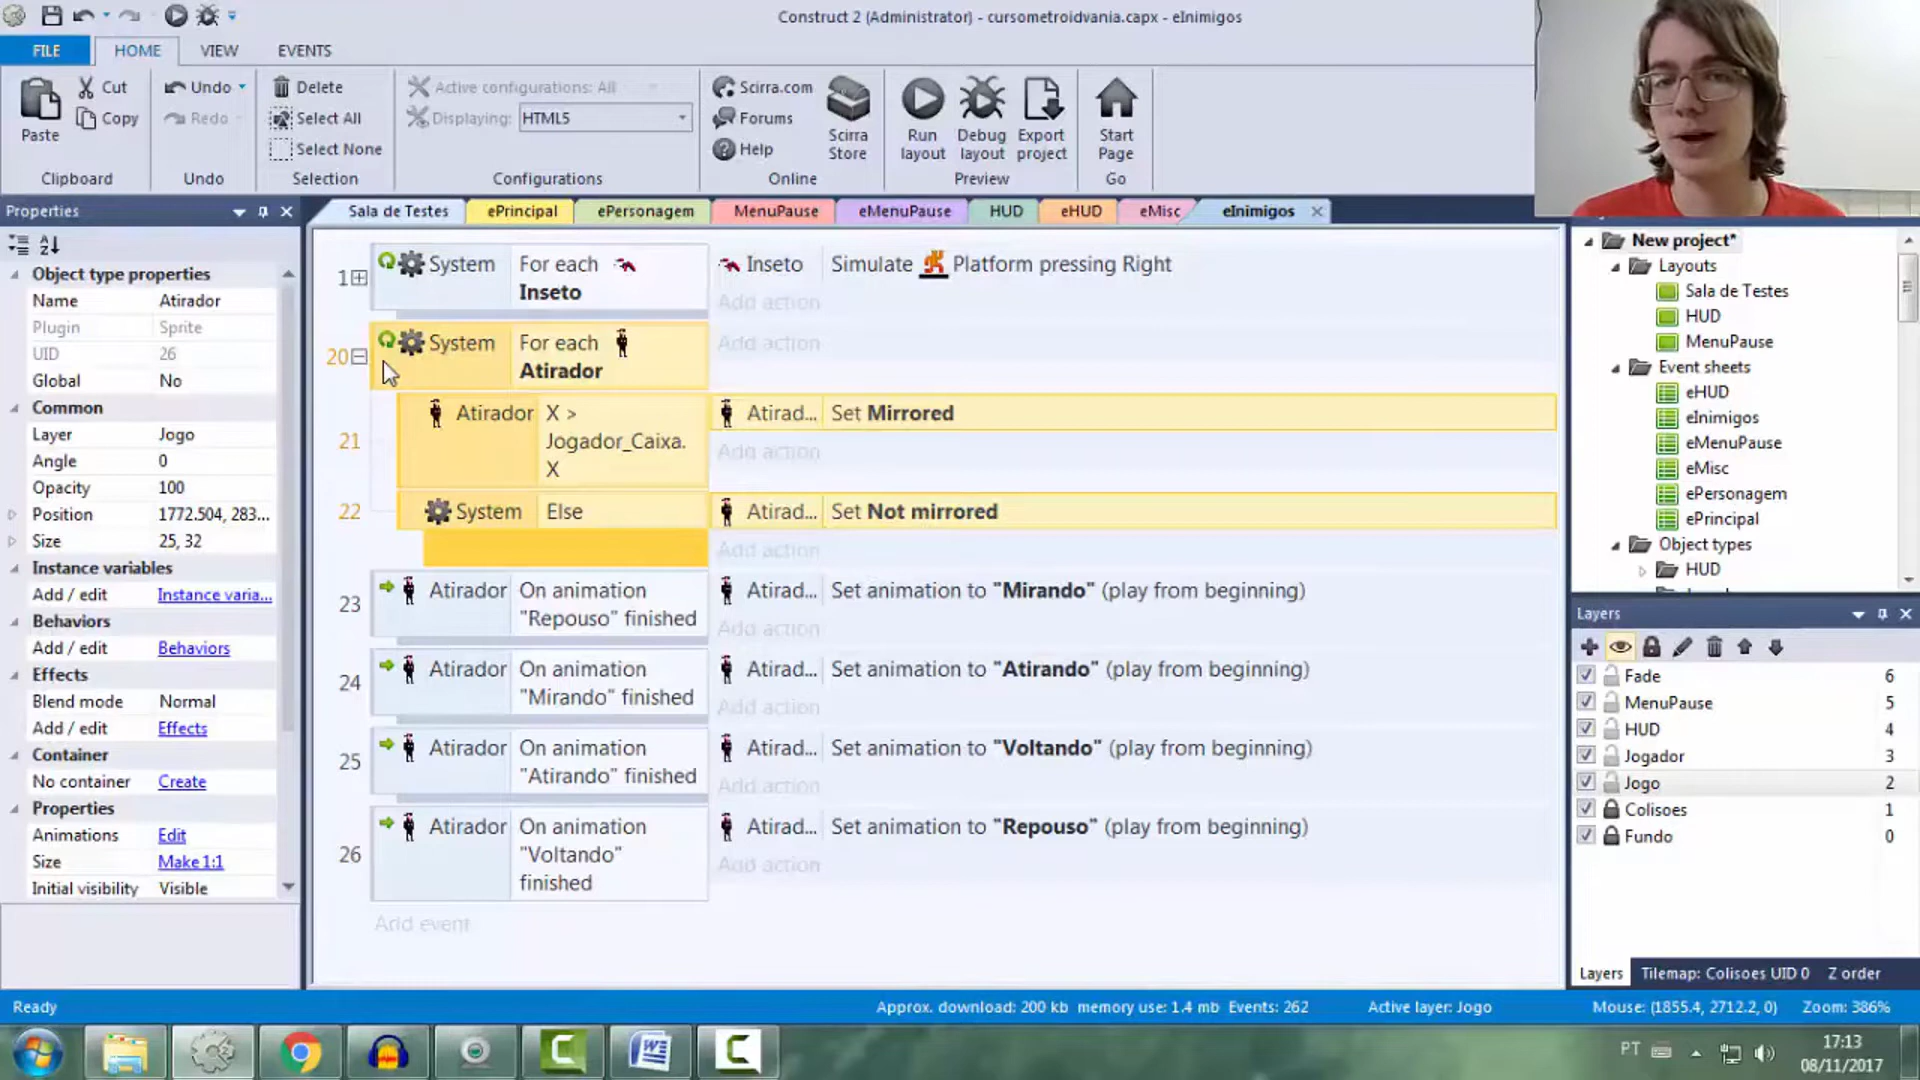 Construct 2 (Administrator) - cursometroidvania.capx - eInimigos
FILE HOME VIEW EVENTS
Paste
Cut
Copy
Clipboard
Undo
Redo
Undo
Delete
Select All
Select None
Selection
Active configurations: All
Displaying: HTML5
Configurations
Scirra.com
Forums
Help
Scirra Store
Online
Run layout
Debug layout
Export project
Preview
Start Page
Go
Properties
Sala de Testes ePrincipal ePersonagem MenuPause eMenuPause HUD eHUD eMisc eInimigos
Object type properties
Name Atirador
Plugin Sprite
UID 26
Global No
Common
Layer Jogo
Angle 0
Opacity 100
Position 1772.504, 283...
Size 25, 32
Instance variables
Add / edit Instance varia...
Behaviors
Add / edit Behaviors
Effects
Blend mode Normal
Add / edit Effects
Container
No container Create
Properties
Animations Edit
Size Make 1:1
Initial visibility Visible
1 System For each Inseto
Inseto Simulate Platform pressing Right
Add action
20 System For each Atirador
Add action
21 Atirador X > Jogador_Caixa. X
Atirad... Set Mirrored
Add action
22 System Else
Atirad... Set Not mirrored
Add action
23 Atirador On animation "Repouso" finished
Atirad... Set animation to "Mirando" (play from beginning)
Add action
24 Atirador On animation "Mirando" finished
Atirad... Set animation to "Atirando" (play from beginning)
Add action
25 Atirador On animation "Atirando" finished
Atirad... Set animation to "Voltando" (play from beginning)
Add action
26 Atirador On animation "Voltando" finished
Atirad... Set animation to "Repouso" (play from beginning)
Add action
Add event
New project*
Layouts
Sala de Testes
HUD
MenuPause
Event sheets
eHUD
eInimigos
eMenuPause
eMisc
ePersonagem
ePrincipal
Object types
HUD
Layers
Fade 6
MenuPause 5
HUD 4
Jogador 3
Jogo 2
Colisoes 1
Fundo 0
Layers Tilemap: Colisoes UID 0 Z order
Ready
Approx. download: 200 kb memory use: 1.4 mb Events: 262
Active layer: Jogo
Mouse: (1855.4, 2712.2, 0)
Zoom: 386%
PT
17:13
08/11/2017